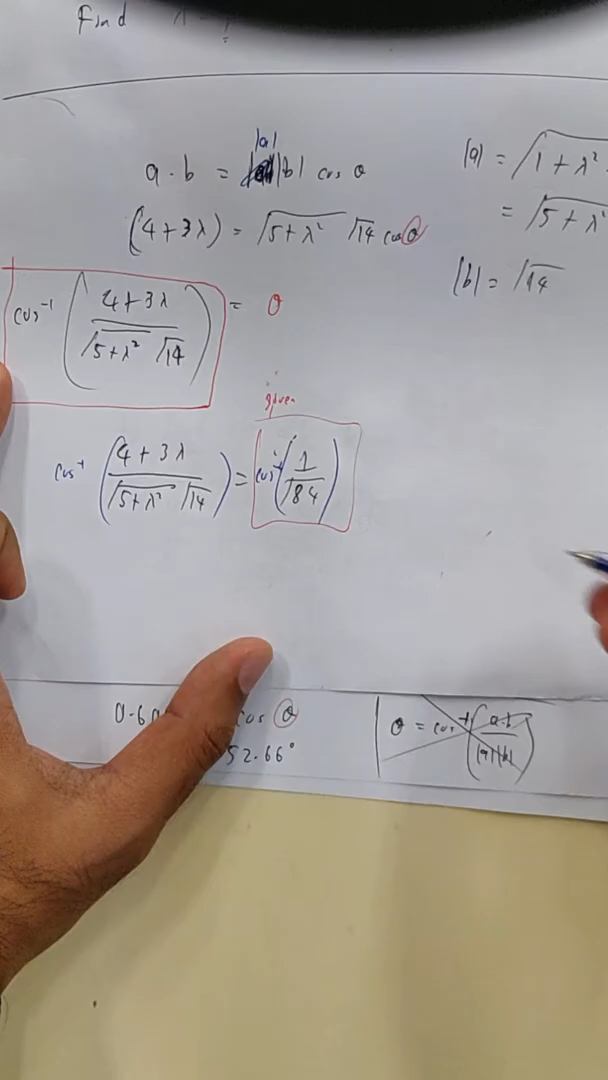 Find λ = ?
a · b = |a| |b| cos θ
(4+3λ) = √5+λ² √14 cos θ
|a| = √1 + λ²
= √5+λ²
|b| = √14
cos⁻¹ (4+3λ / √5+λ² √14) = θ
given
cos⁻¹ (4+3λ / √5+λ² √14) = cos⁻¹ (1 / √84)
cos θ
52.66°
θ = cos⁻¹ (a·b / |a||b|)